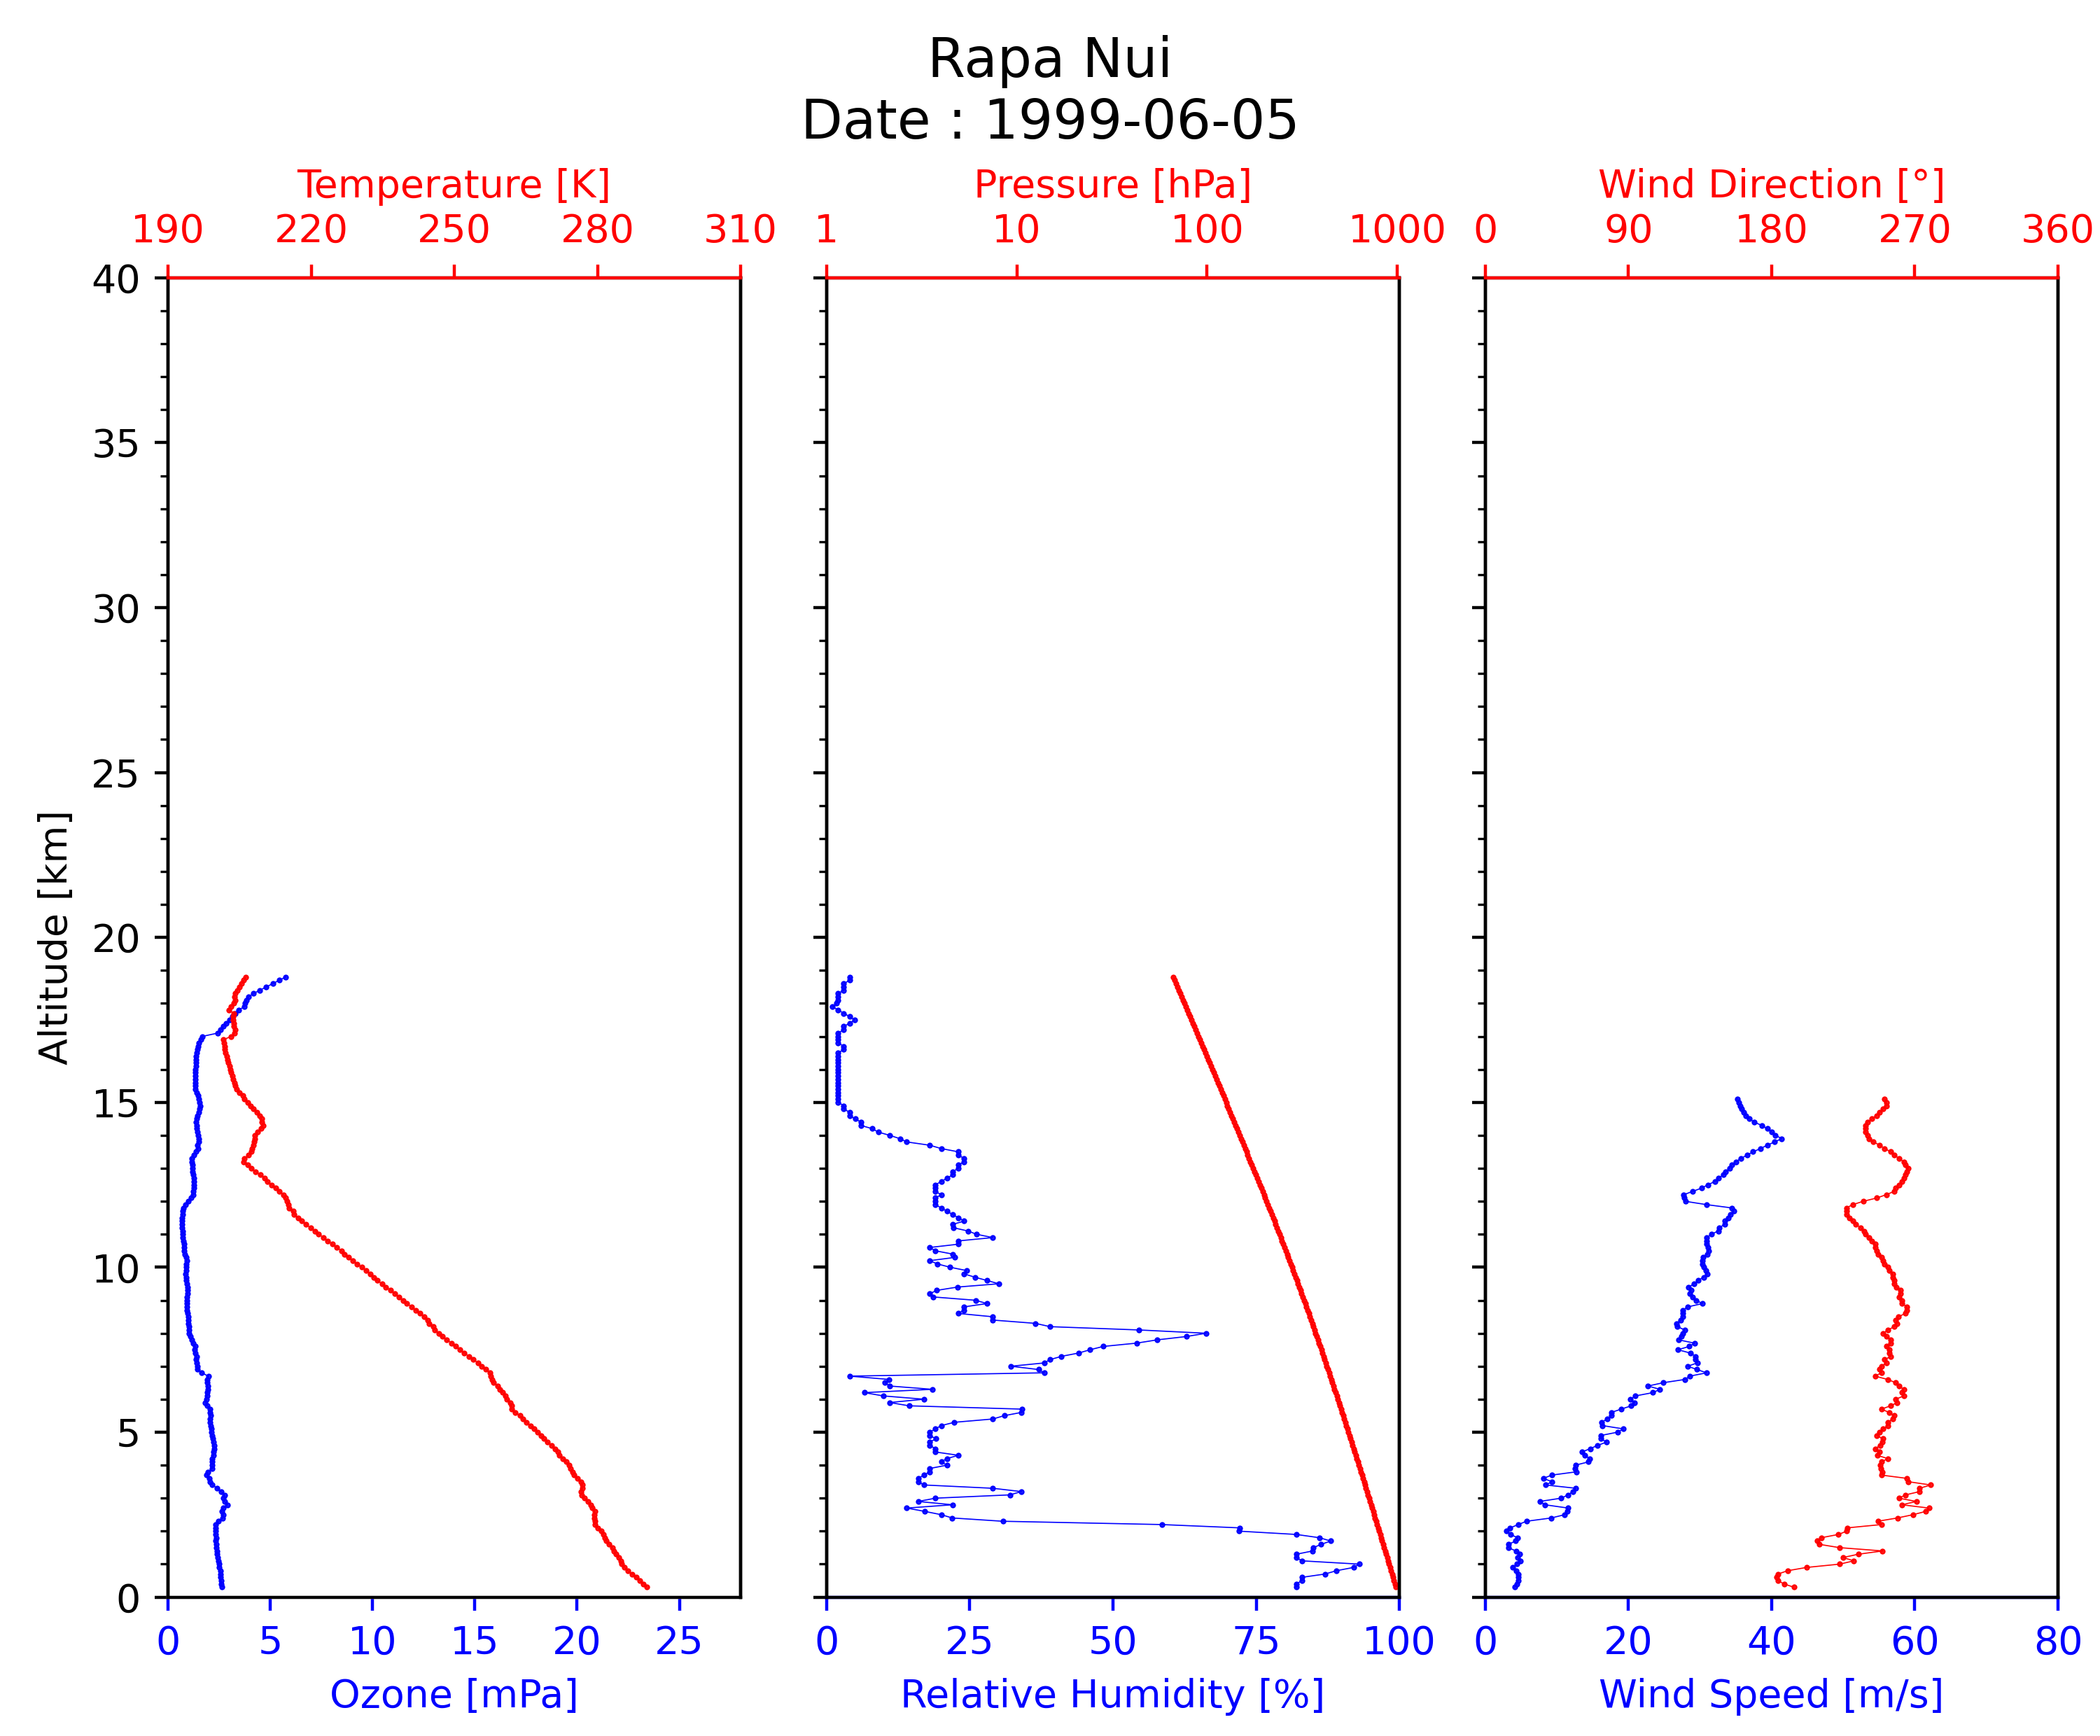 Rapa Nui
Date : 1999-06-05
Temperature [K]
190 220 250 280 310
Pressure [hPa]
1 10 100 1000
Wind Direction [°]
0 90 180 270 360
Altitude [km]
40
35
30
25
20
15
10
5
0
0 5 10 15 20 25
Ozone [mPa]
0 25 50 75 100
Relative Humidity [%]
0 20 40 60 80
Wind Speed [m/s]